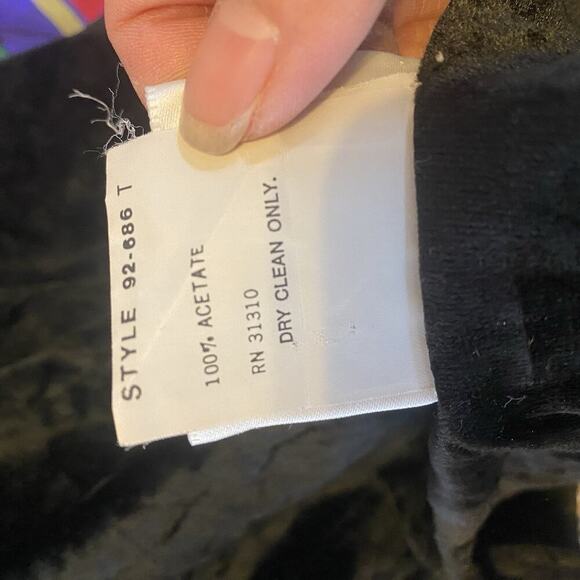 STYLE 92-686 T
100% ACETATE
RN 31310
DRY CLEAN ONLY.